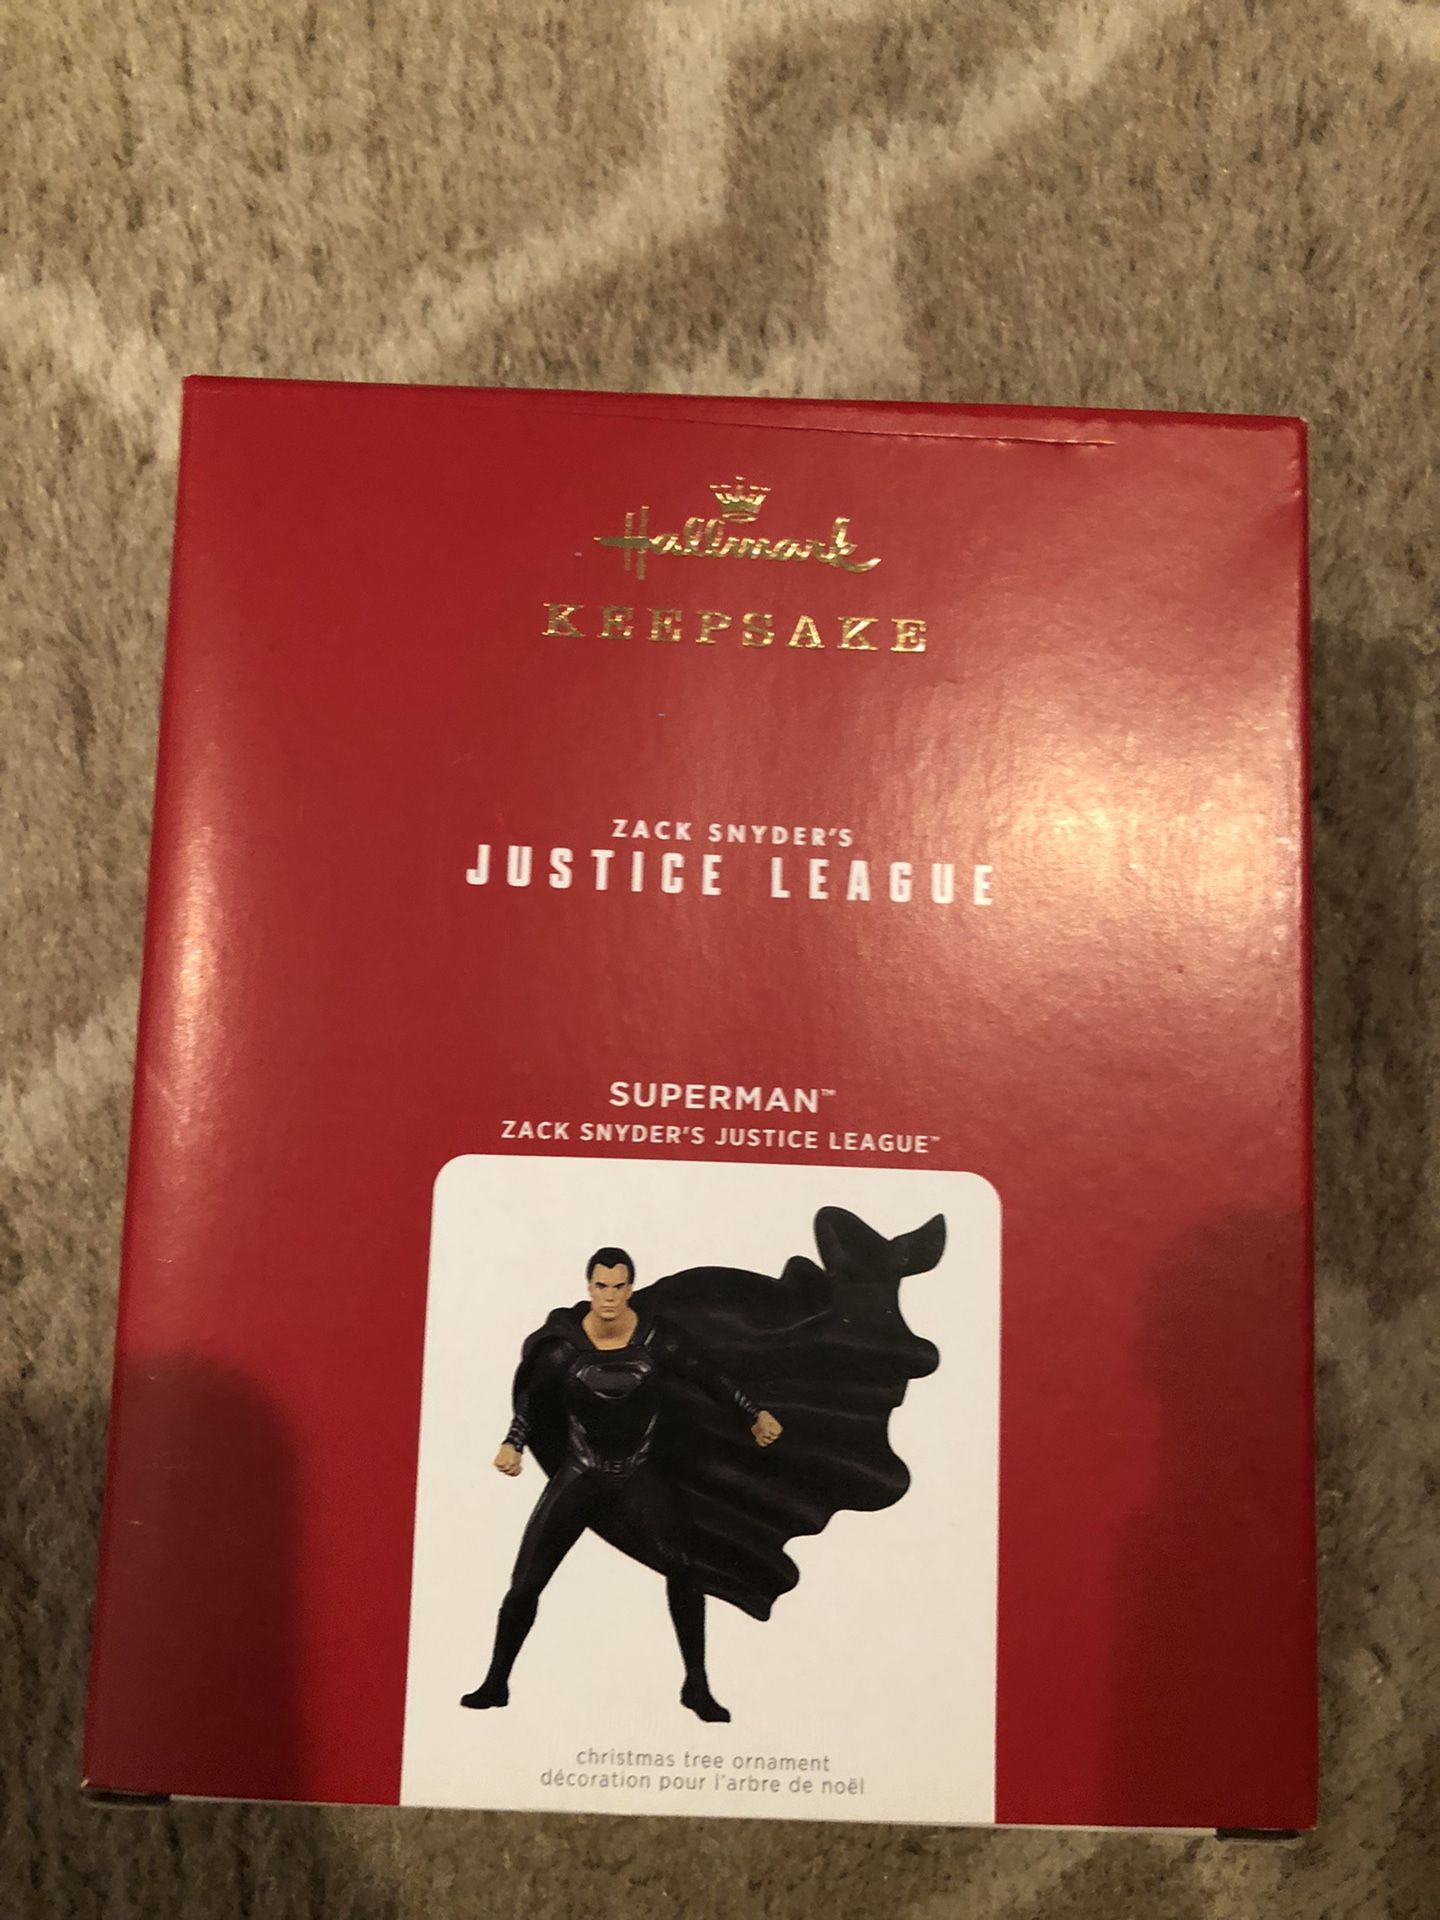 Hallmark
KEEPSAKE
ZACK SNYDER'S
JUSTICE LEAGUE
SUPERMAN™
ZACK SNYDER'S JUSTICE LEAGUE™
christmas tree ornament
décoration pour l'arbre de noël